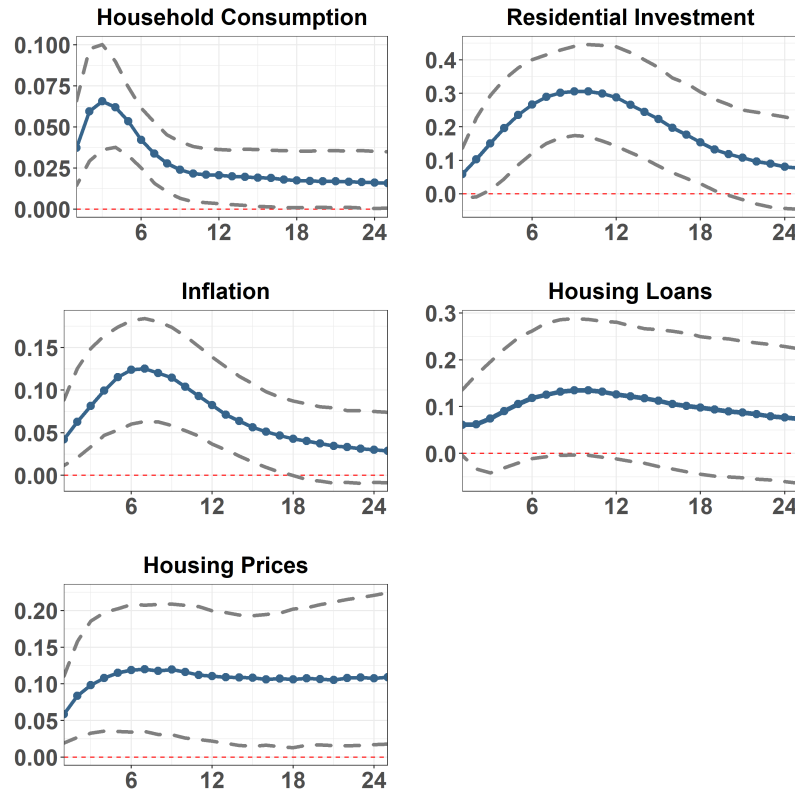 Household Consumption
0.100
0.075
0.050
0.025
0.000
6 12 18 24
Residential Investment
0.4
0.3
0.2
0.1
0.0
6 12 18 24
Inflation
0.15
0.10
0.05
0.00
6 12 18 24
Housing Loans
0.3
0.2
0.1
0.0
6 12 18 24
Housing Prices
0.20
0.15
0.10
0.05
0.00
6 12 18 24